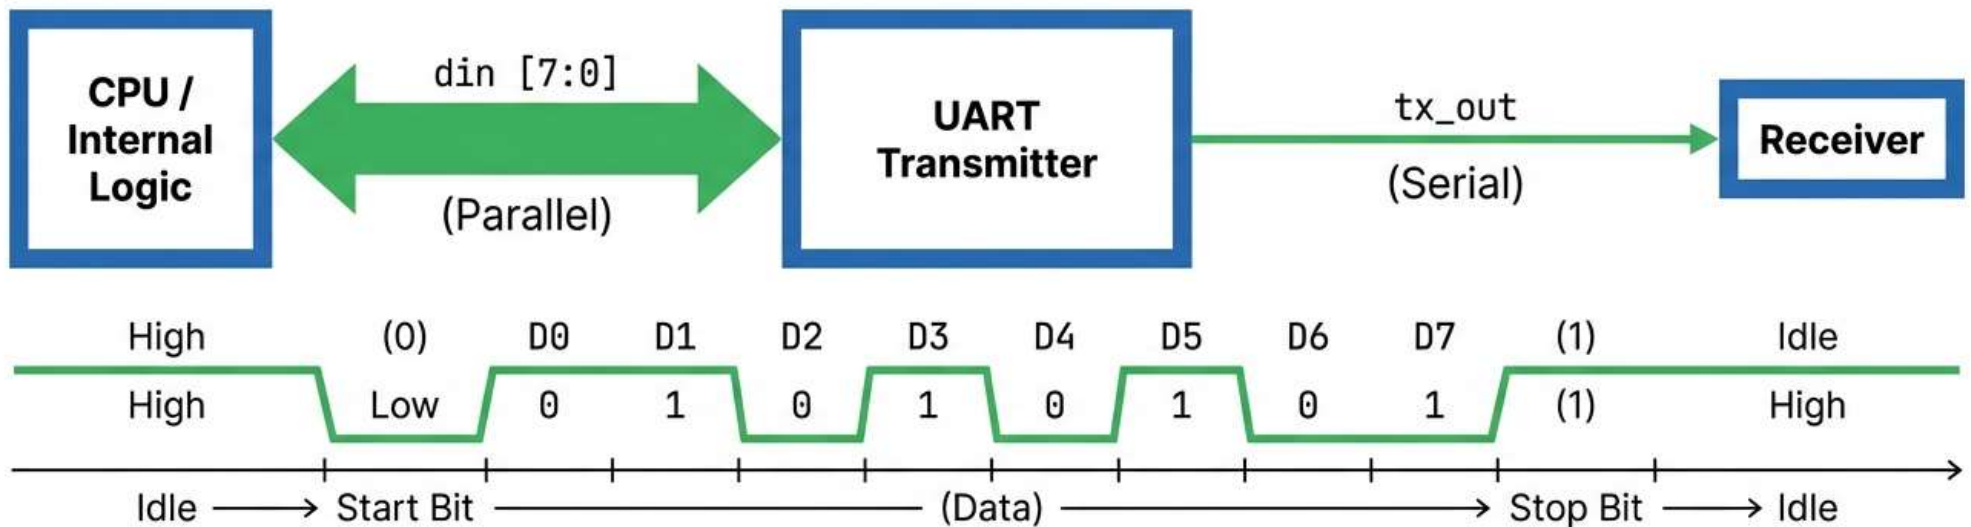 CPU /
Internal
Logic
din [7:0]
(Parallel)
UART
Transmitter
tx_out
(Serial)
Receiver
High (0) D0 D1 D2 D3 D4 D5 D6 D7 (1) Idle
High Low 0 1 0 1 0 1 0 1 (1) High
Idle Start Bit (Data) Stop Bit Idle